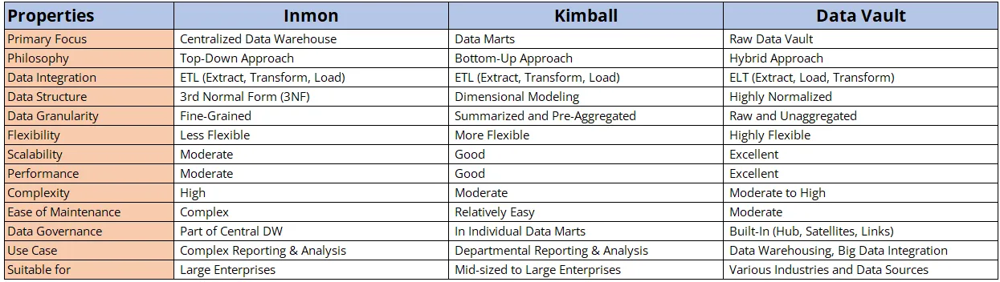 Properties Inmon Kimball Data Vault
Primary Focus Centralized Data Warehouse Data Marts Raw Data Vault
Philosophy Top-Down Approach Bottom-Up Approach Hybrid Approach
Data Integration ETL (Extract, Transform, Load) ETL (Extract, Transform, Load) ELT (Extract, Load, Transform)
Data Structure 3rd Normal Form (3NF) Dimensional Modeling Highly Normalized
Data Granularity Fine-Grained Summarized and Pre-Aggregated Raw and Unaggregated
Flexibility Less Flexible More Flexible Highly Flexible
Scalability Moderate Good Excellent
Performance Moderate Good Excellent
Complexity High Moderate Moderate to High
Ease of Maintenance Complex Relatively Easy Moderate
Data Governance Part of Central DW In Individual Data Marts Built-In (Hub, Satellites, Links)
Use Case Complex Reporting & Analysis Departmental Reporting & Analysis Data Warehousing, Big Data Integration
Suitable for Large Enterprises Mid-sized to Large Enterprises Various Industries and Data Sources